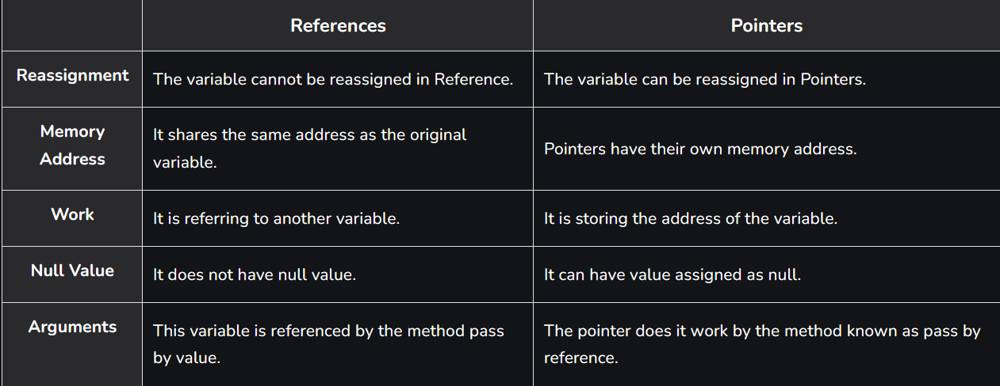 References Pointers
Reassignment The variable cannot be reassigned in Reference. The variable can be reassigned in Pointers.
Memory
Address
It shares the same address as the original
variable.
Pointers have their own memory address.
Work It is referring to another variable. It is storing the address of the variable.
Null Value It does not have null value. It can have value assigned as null.
Arguments
This variable is referenced by the method pass
by value.
The pointer does it work by the method known as pass by
reference.